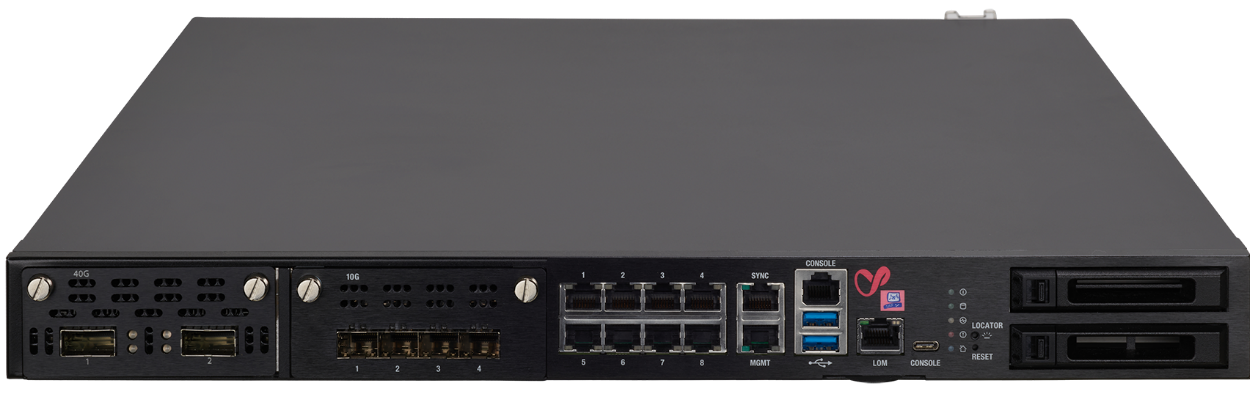 40G
1
2
10G
1 2 3 4
1 2 3 4
5 6 7 8
SYNC
MGMT
CONSOLE
LOM
CONSOLE
LOCATOR
RESET